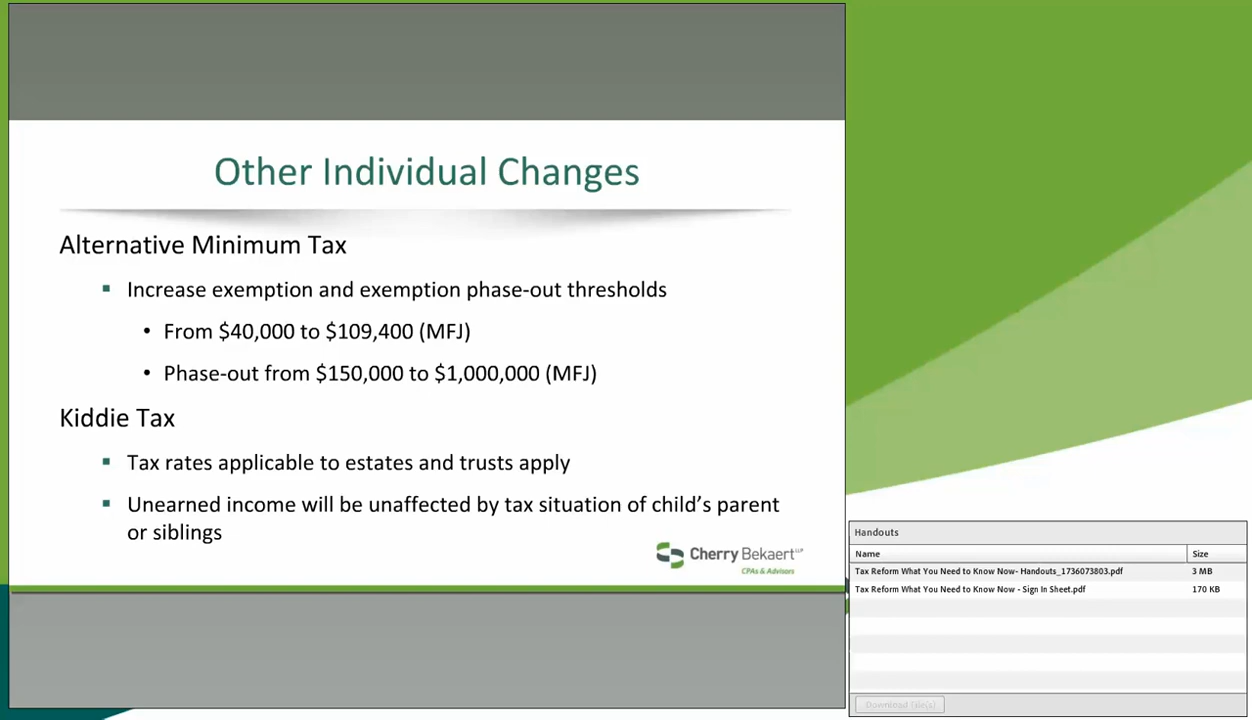 Other Individual Changes
Alternative Minimum Tax
▪ Increase exemption and exemption phase-out thresholds
• From $40,000 to $109,400 (MFJ)
• Phase-out from $150,000 to $1,000,000 (MFJ)
Kiddie Tax
▪ Tax rates applicable to estates and trusts apply
▪ Unearned income will be unaffected by tax situation of child’s parent
or siblings
Cherry Bekaert LLP
CPAs & Advisors
Handouts
Name Size
Tax Reform What You Need to Know Now- Handouts_1736073803.pdf 3 MB
Tax Reform What You Need to Know Now - Sign In Sheet.pdf 170 KB
Download File(s)